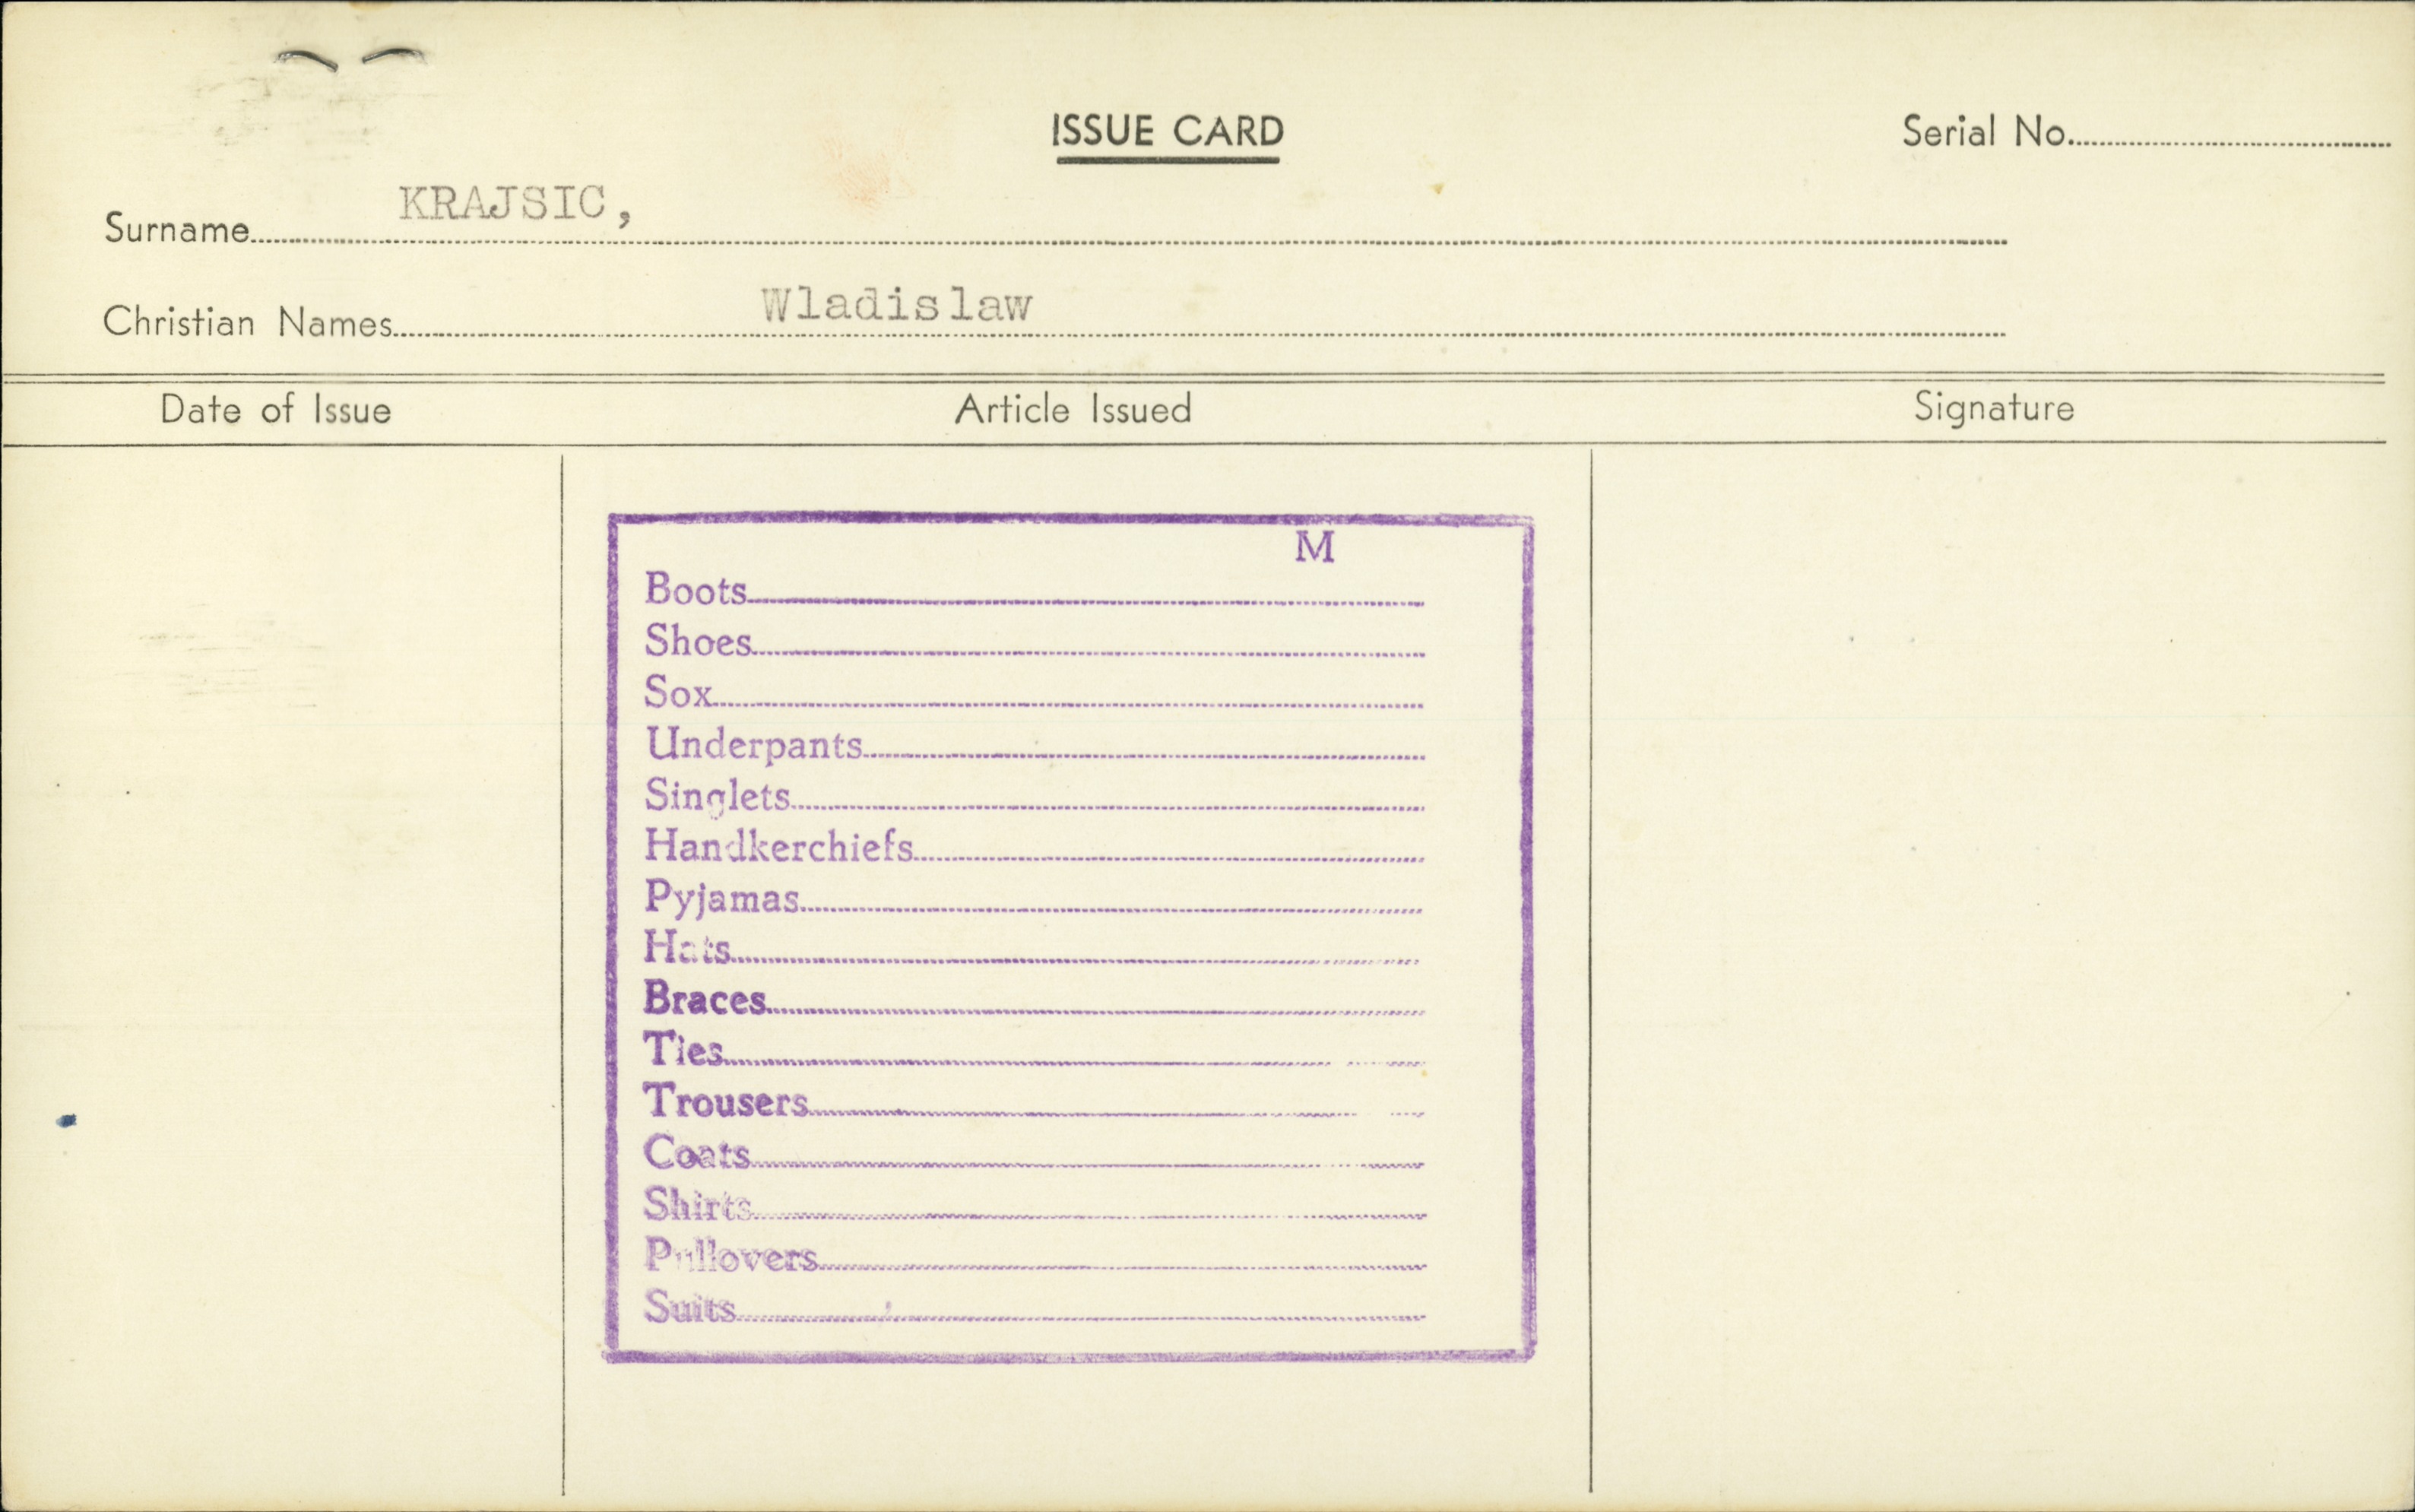 ISSUE CARD
Serial No.
Surname KRAJSIC,
Christian Names Wladislaw
Date of Issue Article Issued Signature
M
Boots
Shoes
Sox
Underpants
Singlets
Handkerchiefs
Pyjamas
Hats
Braces
Ties
Trousers
Coats
Shirts
Pullovers
Suits